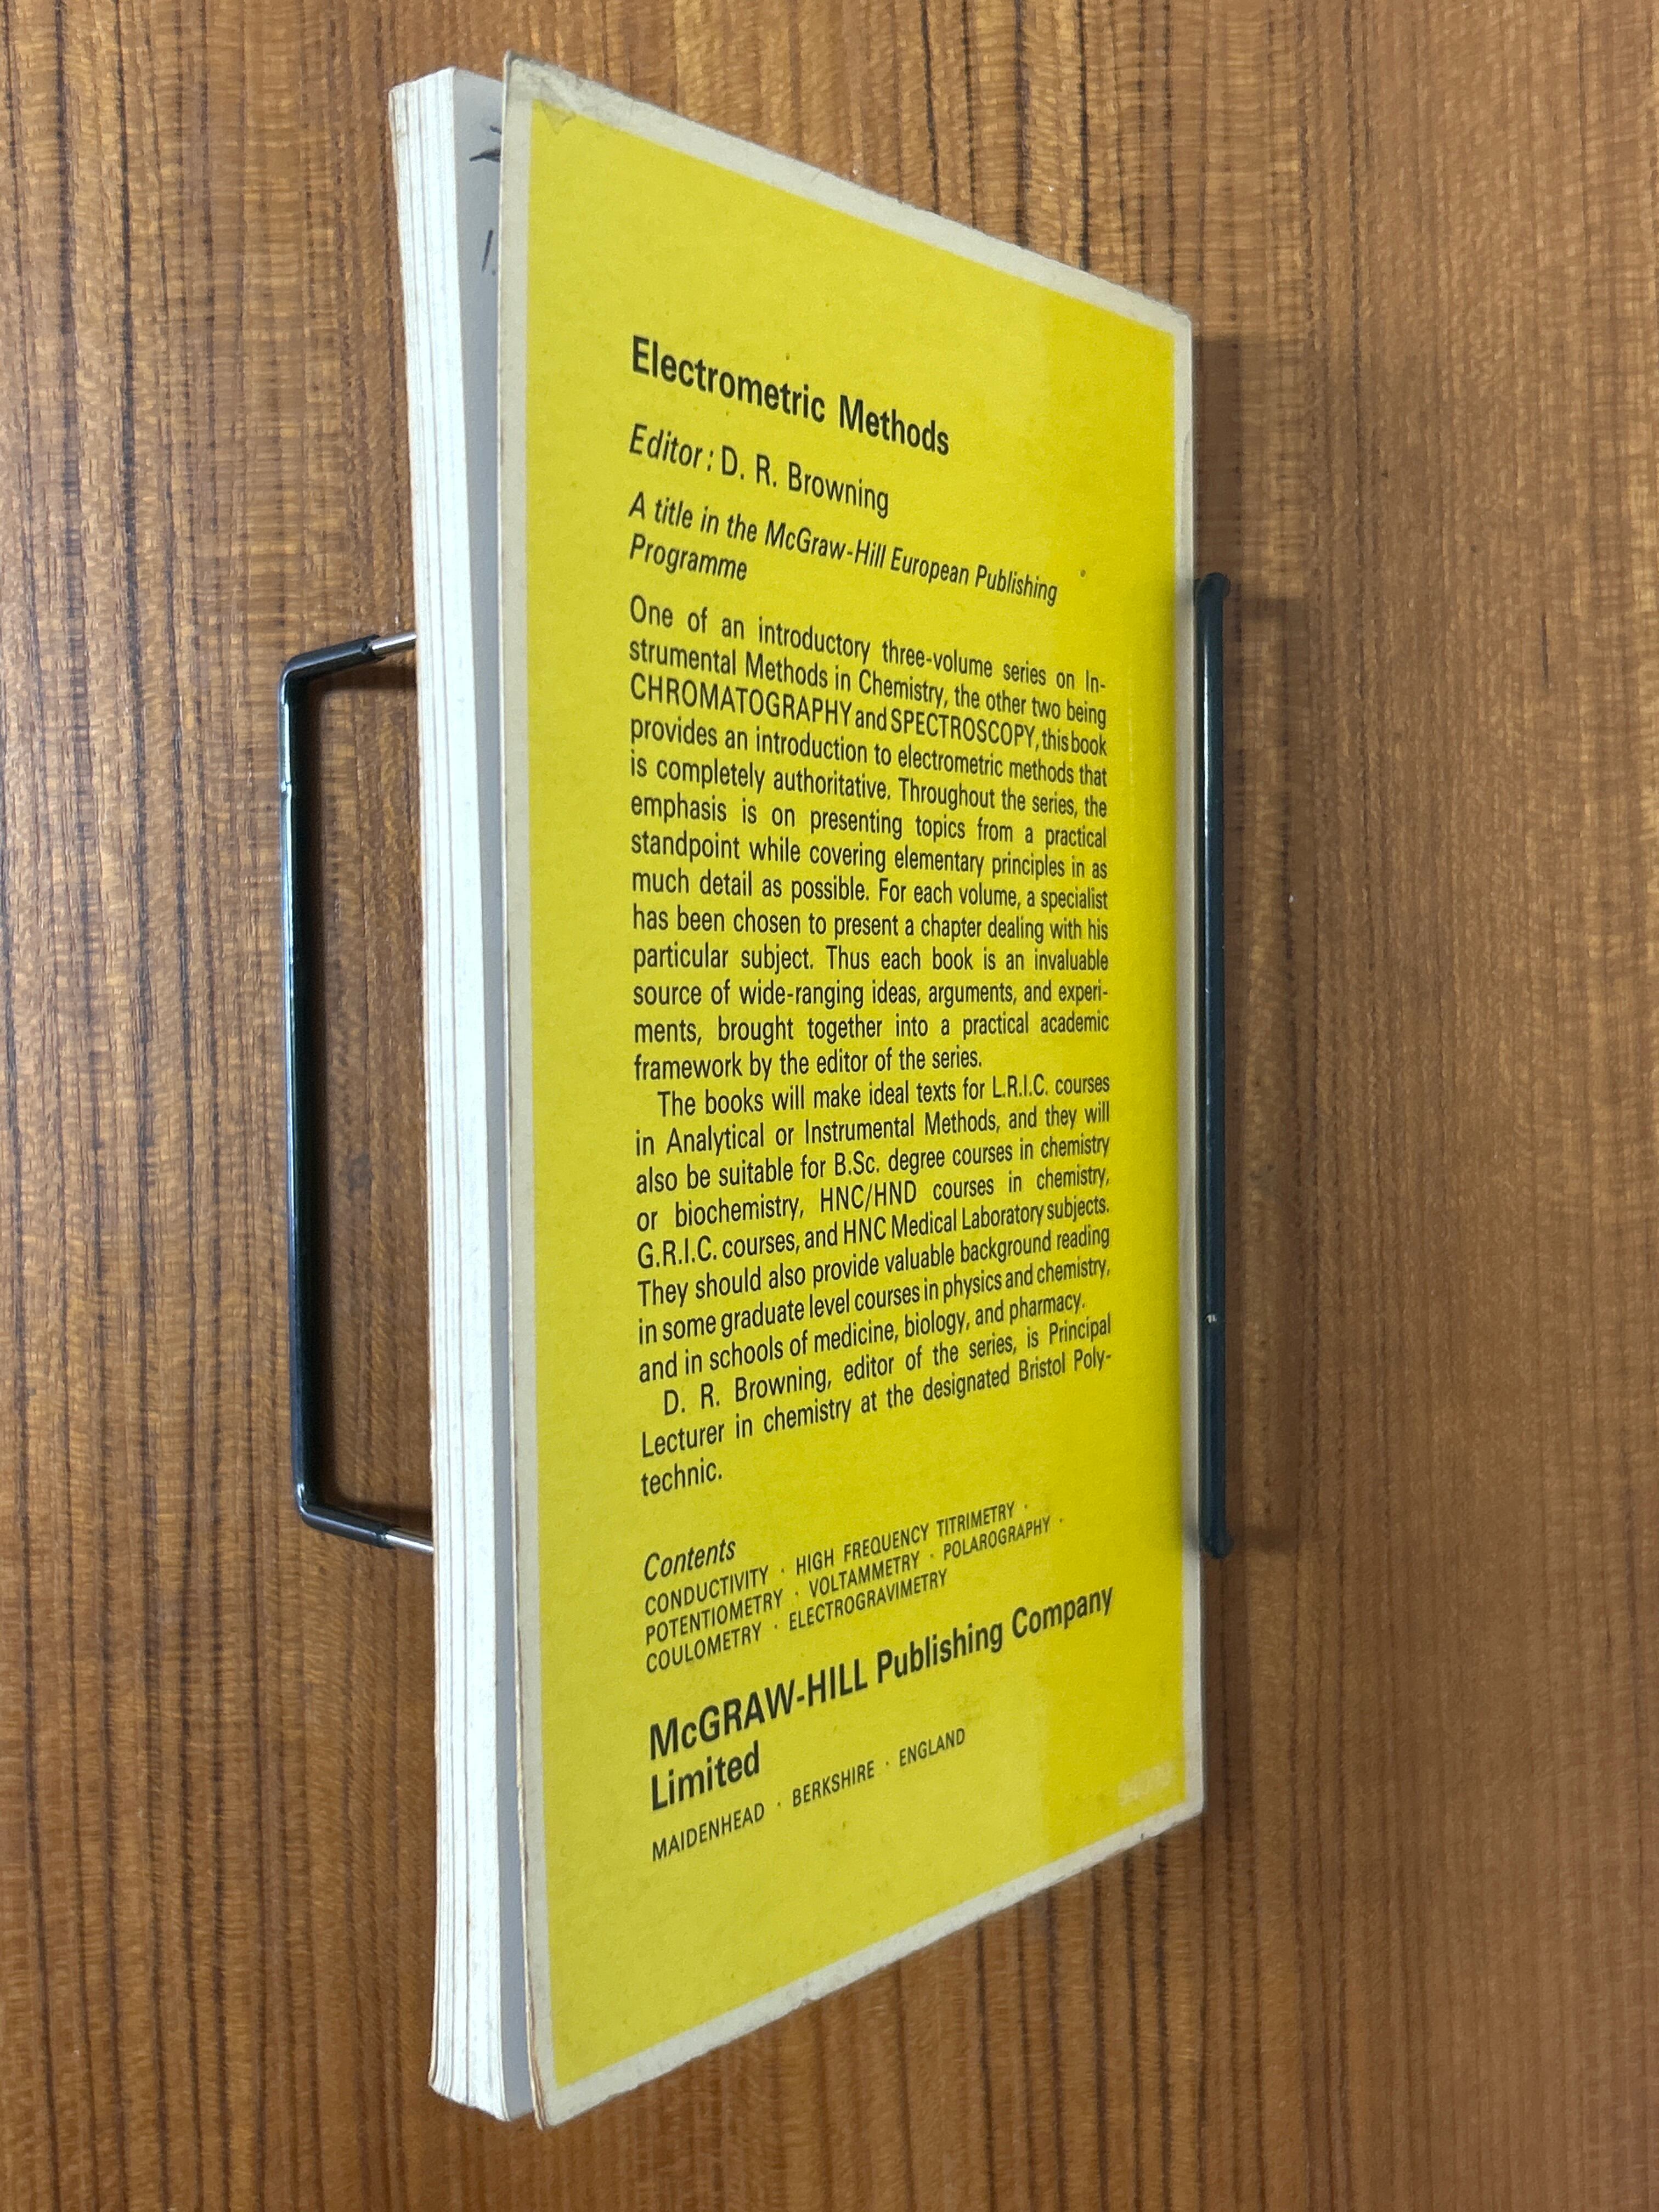 Electrometric Methods
Editor: D. R. Browning
A title in the McGraw-Hill European Publishing
Programme
One of an introductory three-volume series on In-
strumental Methods in Chemistry, the other two being
CHROMATOGRAPHY and SPECTROSCOPY, this book
provides an introduction to electrometric methods that
is completely authoritative. Throughout the series, the
emphasis is on presenting topics from a practical
standpoint while covering elementary principles in as
much detail as possible. For each volume, a specialist
has been chosen to present a chapter dealing with his
particular subject. Thus each book is an invaluable
source of wide-ranging ideas, arguments, and experi-
ments, brought together into a practical academic
framework by the editor of the series.
The books will make ideal texts for L.R.I.C. courses
in Analytical or Instrumental Methods, and they will
also be suitable for B.Sc. degree courses in chemistry
or biochemistry, HNC/HND courses in chemistry,
G.R.I.C. courses, and HNC Medical Laboratory subjects.
They should also provide valuable background reading
in some graduate level courses in physics and chemistry,
and in schools of medicine, biology, and pharmacy.
D. R. Browning, editor of the series, is Principal
Lecturer in chemistry at the designated Bristol Poly-
technic.
Contents
CONDUCTIVITY · HIGH FREQUENCY TITRIMETRY ·
POTENTIOMETRY · VOLTAMMETRY · POLAROGRAPHY ·
COULOMETRY · ELECTROGRAVIMETRY
McGRAW-HILL Publishing Company
Limited
MAIDENHEAD · BERKSHIRE · ENGLAND